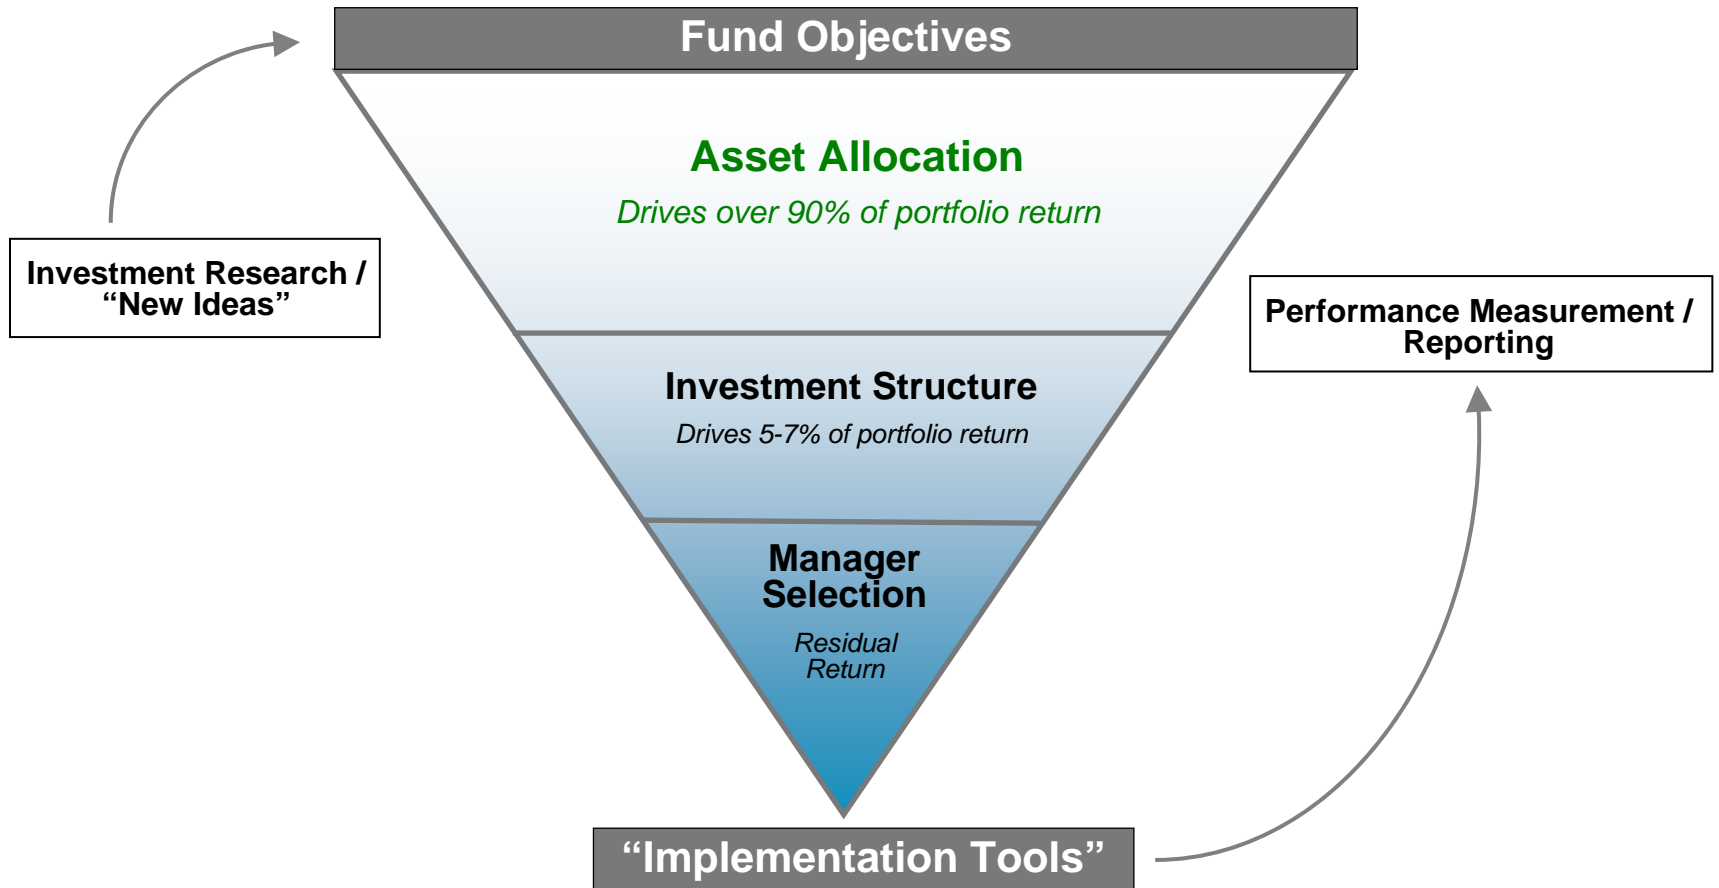 Fund Objectives
Asset Allocation
Drives over 90% of portfolio return
Investment Research /
“New Ideas”
Performance Measurement /
Reporting
Investment Structure
Drives 5-7% of portfolio return
Manager
Selection
Residual
Return
“Implementation Tools”